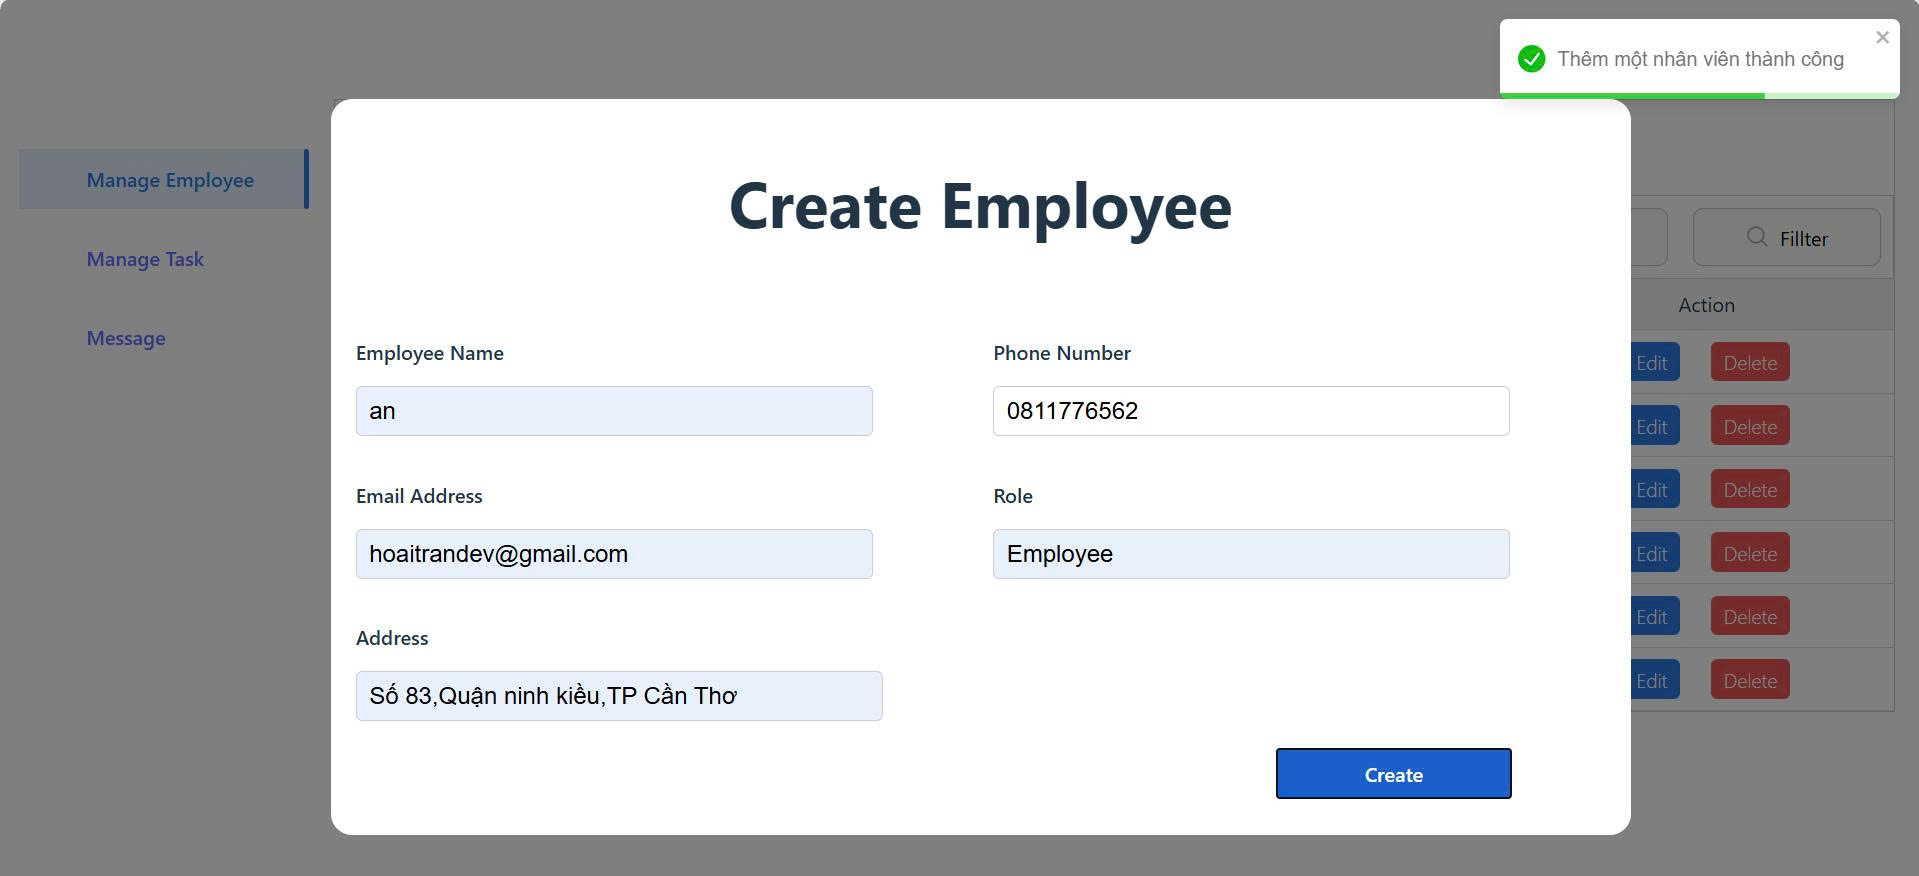 Thêm một nhân viên thành công
Manage Employee
Manage Task
Message
Create Employee
Employee Name
Phone Number
an
0811776562
Email Address
Role
hoaitrandev@gmail.com
Employee
Address
Số 83,Quận ninh kiều,TP Cần Thơ
Create
Fillter
Action
Edit Delete
Edit Delete
Edit Delete
Edit Delete
Edit Delete
Edit Delete